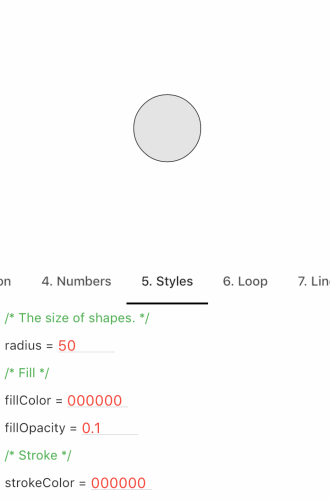 on 4. Numbers 5. Styles 6. Loop 7. Lin
/* The size of shapes. */
radius = 50
/* Fill */
fillColor = 000000
fillOpacity = 0.1
/* Stroke */
strokeColor = 000000